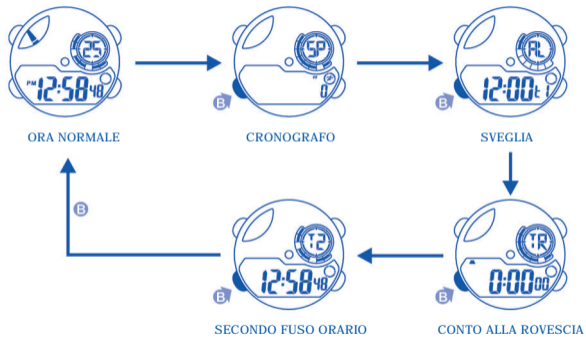 25
PM 12:58 48
ORA NORMALE
SP
0
B
CRONOGRAFO
AL
12:00 t1
B
SVEGLIA
B
T2
12:58 48
B
SECONDO FUSO ORARIO
TR
0:00 00
B
CONTO ALLA ROVESCIA